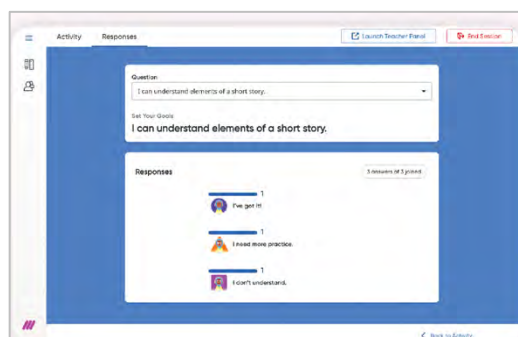 Activity
Responses
Launch Teacher Panel
End Session
Question
I can understand elements of a short story.
Set Your Goals
I can understand elements of a short story.
Responses
3 answers of 3 joined
1
I've got it!
1
I need more practice.
1
I don't understand.
Back to Activity